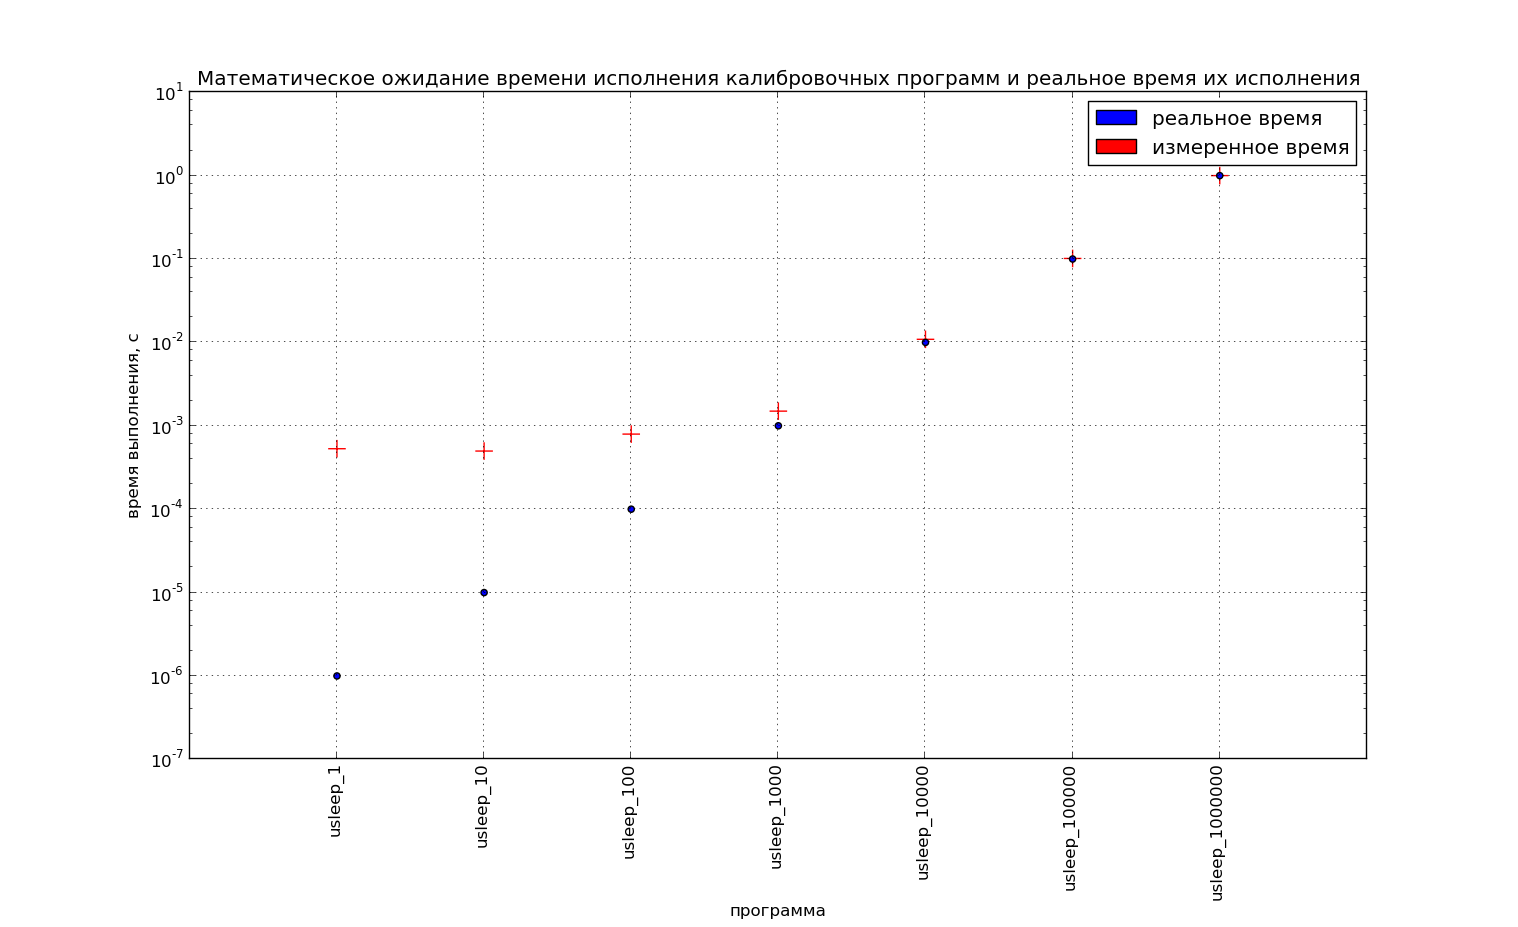 Математическое ожидание времени исполнения калибровочных программ и реальное время их исполнения
реальное время
измеренное время
время выполнения, с
10^1
10^0
10^-1
10^-2
10^-3
10^-4
10^-5
10^-6
10^-7
usleep_1
usleep_10
usleep_100
usleep_1000
usleep_10000
usleep_100000
usleep_1000000
программа